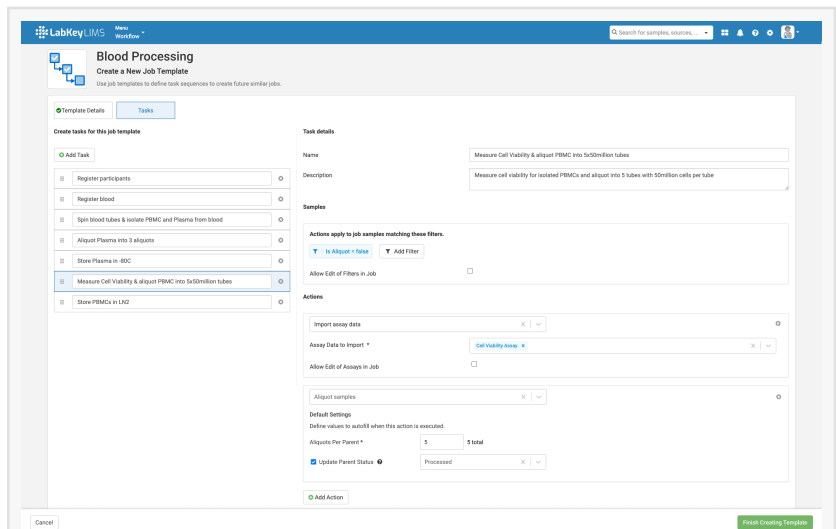 LabKey LIMS
Menu
Workflow
Search for samples, sources, ...
Blood Processing
Create a New Job Template
Use job templates to define task sequences to create future similar jobs.
Template Details
Tasks
Create tasks for this job template
Add Task
Register participants
Register blood
Spin blood tubes & isolate PBMC and Plasma from blood
Aliquot Plasma into 3 aliquots
Store Plasma in -80C
Measure Cell Viability & aliquot PBMC into 5x50million tubes
Store PBMCs in LN2
Task details
Name
Measure Cell Viability & aliquot PBMC into 5x50million tubes
Description
Measure cell viability for isolated PBMCs and aliquot into 5 tubes with 50million cells per tube
Samples
Actions apply to job samples matching these filters.
Is Aliquot = false
Add Filter
Allow Edit of Filters in Job
Actions
Import assay data
Assay Data to Import *
Cell Viability Assay ×
Allow Edit of Assays in Job
Aliquot samples
Default Settings
Define values to autofill when this action is executed.
Aliquots Per Parent * 5 5 total
Update Parent Status Processed
Add Action
Cancel
Finish Creating Template